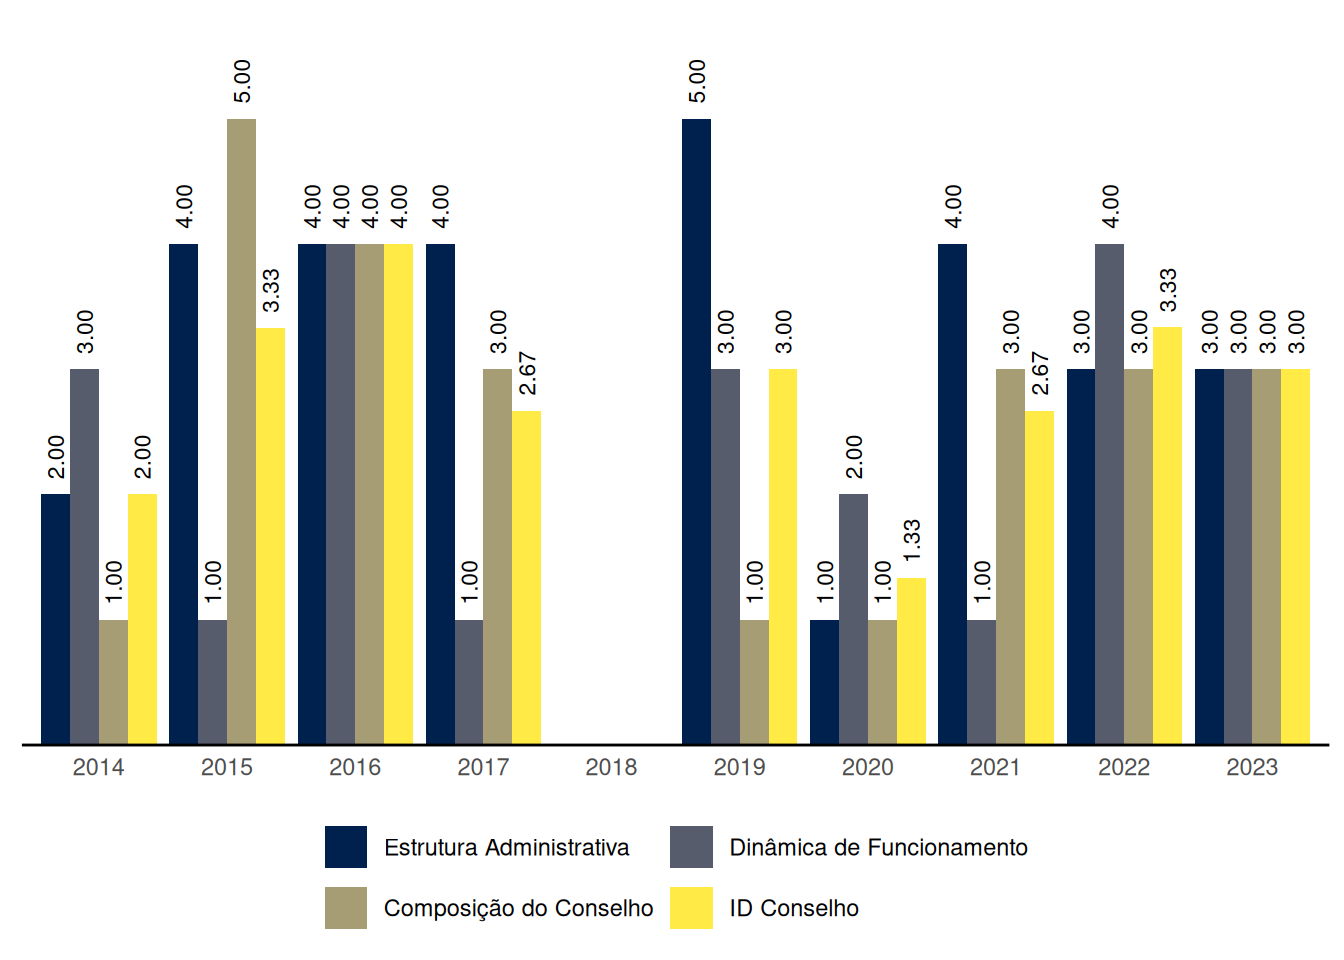 2.00 3.00 1.00 2.00
4.00 1.00 5.00 3.33
4.00 4.00 4.00 4.00
4.00 1.00 3.00 2.67
5.00 3.00 1.00 3.00
1.00 2.00 1.00 1.33
4.00 1.00 3.00 2.67
3.00 4.00 3.00 3.33
3.00 3.00 3.00 3.00
2014 2015 2016 2017 2018 2019 2020 2021 2022 2023
Estrutura Administrativa Dinâmica de Funcionamento
Composição do Conselho ID Conselho